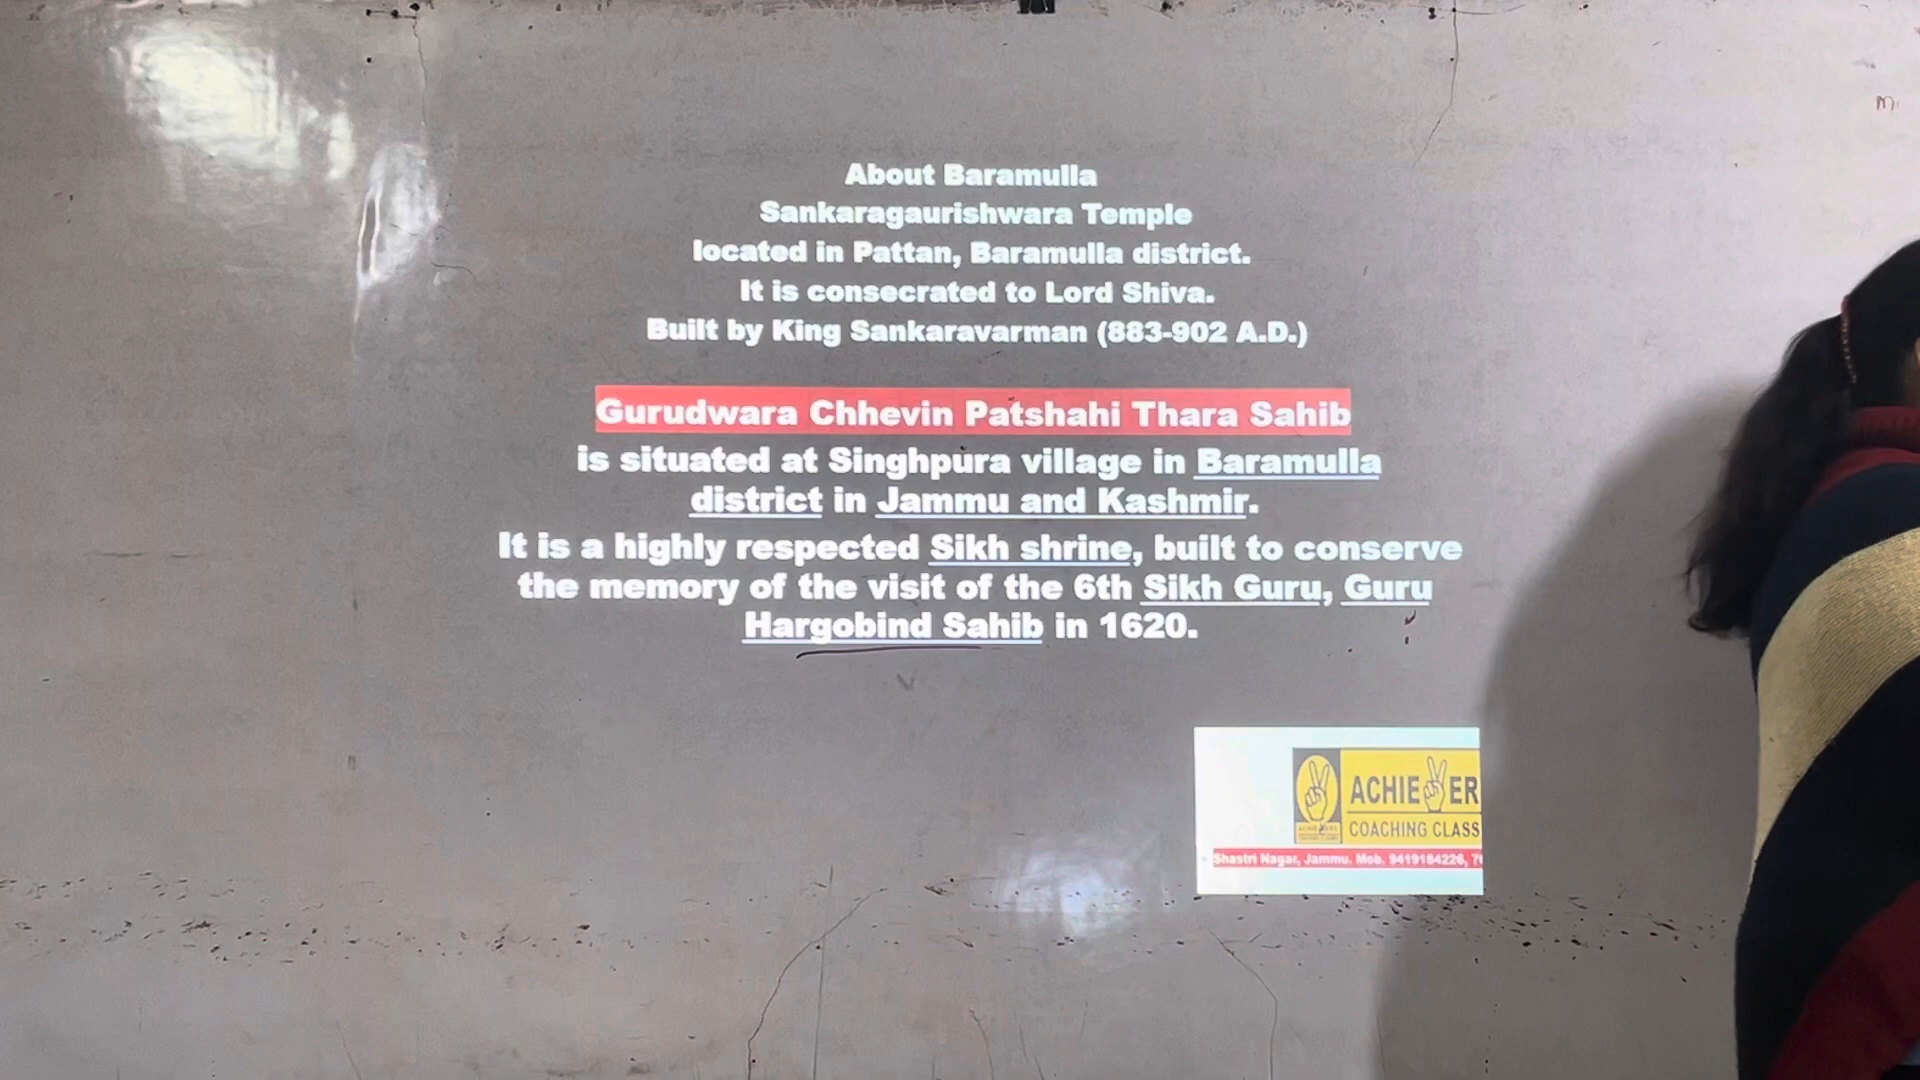 About Baramulla
Sankaragaurishwara Temple
located in Pattan, Baramulla district.
It is consecrated to Lord Shiva.
Built by King Sankaravarman (883-902 A.D.)
Gurudwara Chhevin Patshahi Thara Sahib
is situated at Singhpura village in Baramulla
district in Jammu and Kashmir.
It is a highly respected Sikh shrine, built to conserve
the memory of the visit of the 6th Sikh Guru, Guru
Hargobind Sahib in 1620.
ACHIEVER
COACHING CLASS
Shastri Nagar, Jammu. Mob. 9419184226,